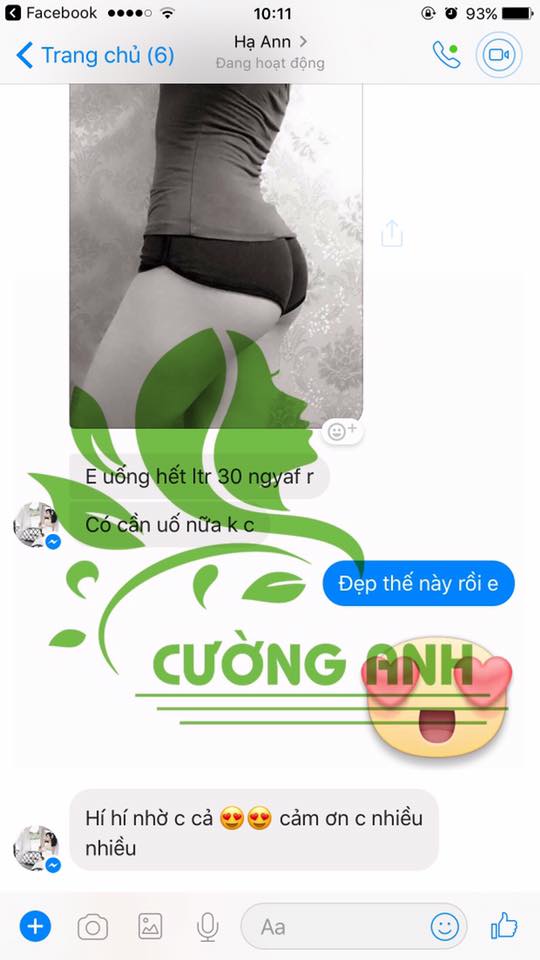 Facebook
10:11
93%
Trang chủ (6)
Hạ Ann
Đang hoạt động
E uống hết ltr 30 ngyaf r
Có cần uố nữa k c
Đẹp thế này rồi e
CƯỜNG ANH
Hí hí nhờ c cả 😍😍 cảm ơn c nhiều
nhiều
Aa